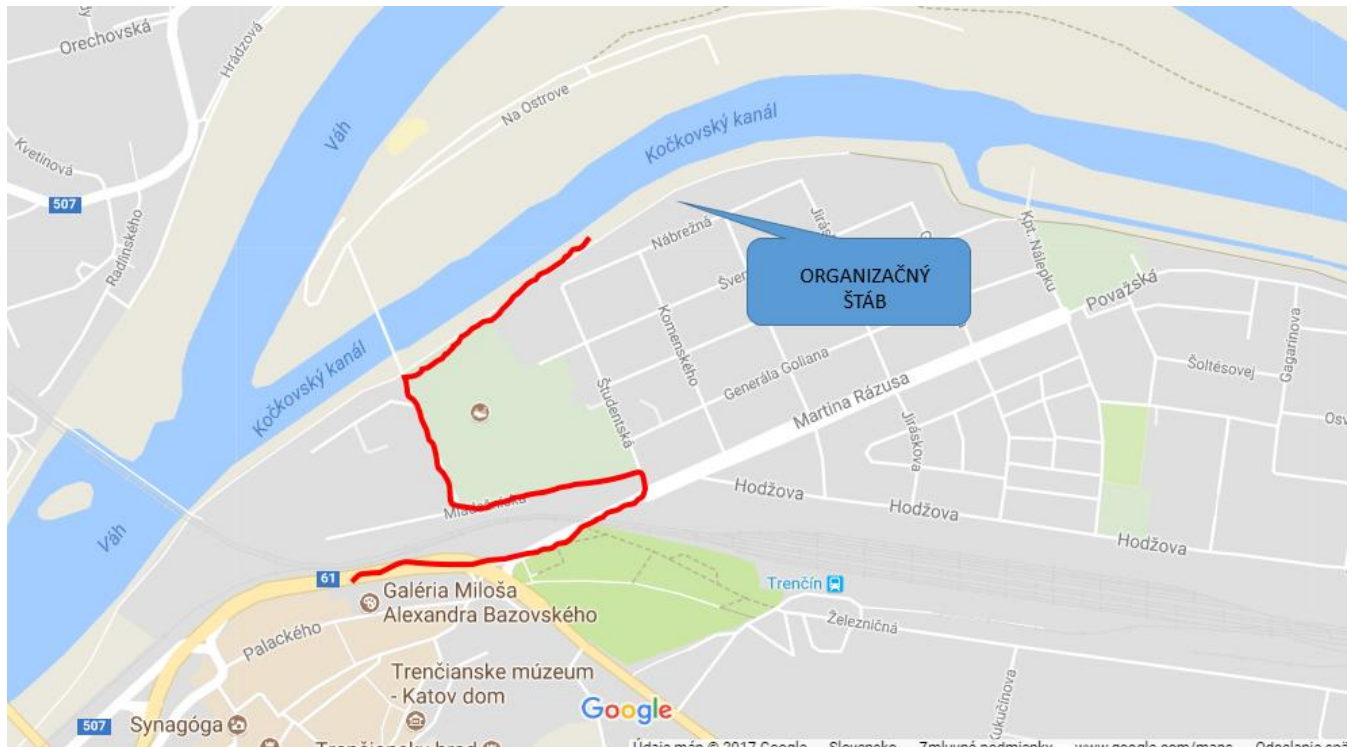 Orechovská
Hrádzová
Na Ostrove
Váh
Kočkovský kanál
Kvetinová
507
Radlinského
Nábrežná
Kpt. Nálepku
ORGANIZAČNÝ
ŠTÁB
Považská
Komenského
Gagarinova
Šoltésovej
Kočkovský kanál
Generála Goliana
Martina Rázusa
Študentská
Jiráskova
Hodžova
Hodžova
Hodžova
Váh
61
Trenčín
Galéria Miloša
Alexandra Bazovského
Železničná
Palackého
Trenčianske múzeum
- Katov dom
Google
507
Synagóga